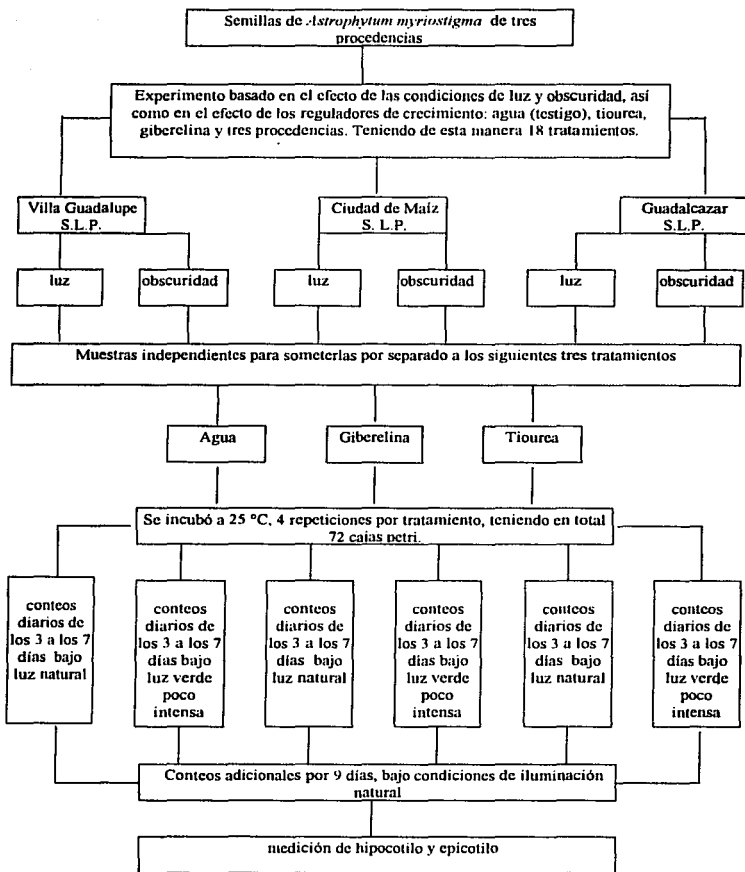 Semillas de Astrophytum myriostigma de tres
procedencias
Experimento basado en el efecto de las condiciones de luz y obscuridad, así
como en el efecto de los reguladores de crecimiento: agua (testigo), tiourea,
giberelina y tres procedencias. Teniendo de esta manera 18 tratamientos.
Villa Guadalupe
S.L.P.
Ciudad de Maíz
S. L.P.
Guadalcazar
S.L.P.
luz
obscuridad
luz
obscuridad
luz
obscuridad
Muestras independientes para someterlas por separado a los siguientes tres tratamientos
Agua
Giberelina
Tiourea
Se incubó a 25 °C, 4 repeticiones por tratamiento, teniendo en total
72 cajas petri.
conteos
diarios de
los 3 a los 7
días bajo
luz natural
conteos
diarios de
los 3 a los 7
días bajo
luz verde
poco
intensa
conteos
diarios de
los 3 a los 7
días bajo
luz natural
conteos
diarios de
los 3 a los 7
días bajo
luz verde
poco
intensa
conteos
diarios de
los 3 a los 7
días bajo
luz natural
conteos
diarios de
los 3 a los 7
días bajo
luz verde
poco
intensa
Conteos adicionales por 9 días, bajo condiciones de iluminación
natural
medición de hipocotilo y epicotilo